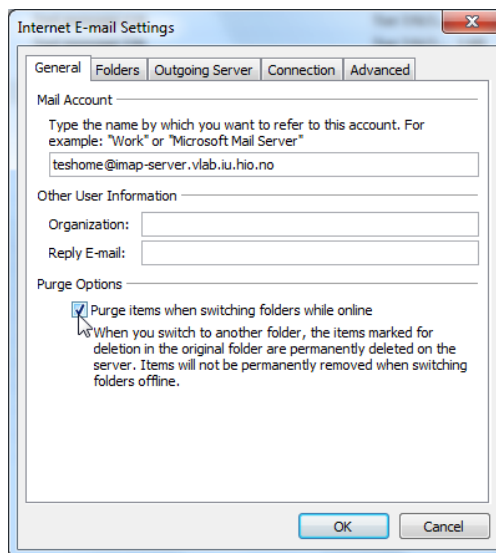 Internet E-mail Settings
General Folders Outgoing Server Connection Advanced
Mail Account
Type the name by which you want to refer to this account. For
example: "Work" or "Microsoft Mail Server"
teshome@imap-server.vlab.iu.hio.no
Other User Information
Organization:
Reply E-mail:
Purge Options
Purge items when switching folders while online
When you switch to another folder, the items marked for
deletion in the original folder are permanently deleted on the
server. Items will not be permanently removed when switching
folders offline.
OK Cancel